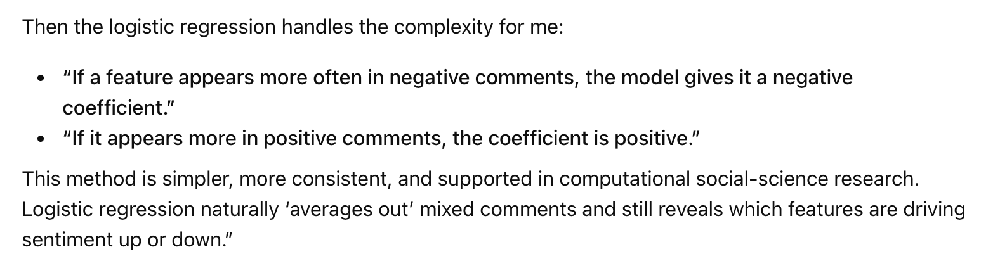 Then the logistic regression handles the complexity for me:
• “If a feature appears more often in negative comments, the model gives it a negative
coefficient.”
• “If it appears more in positive comments, the coefficient is positive.”
This method is simpler, more consistent, and supported in computational social-science research.
Logistic regression naturally ‘averages out’ mixed comments and still reveals which features are driving
sentiment up or down.”